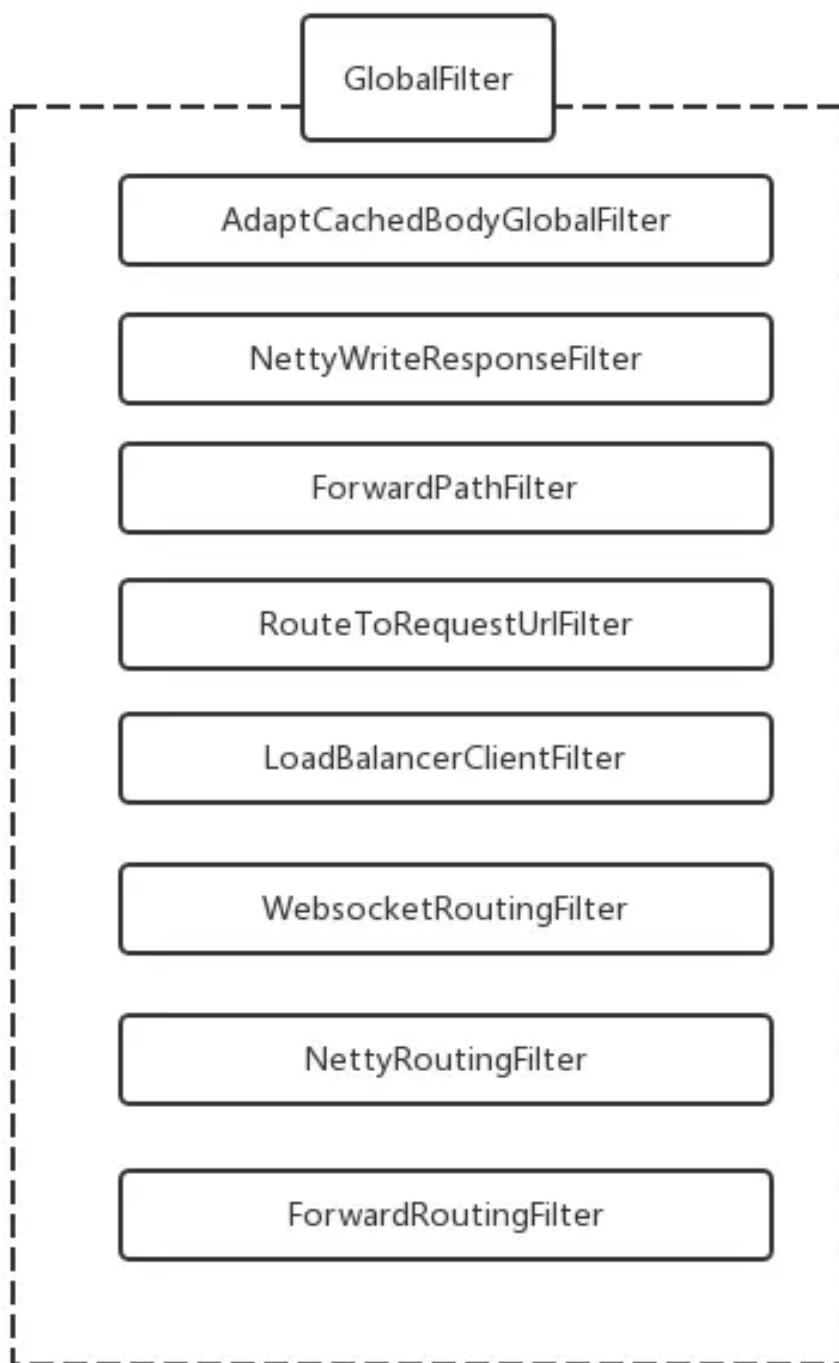 GlobalFilter
AdaptCachedBodyGlobalFilter
NettyWriteResponseFilter
ForwardPathFilter
RouteToRequestUrlFilter
LoadBalancerClientFilter
WebsocketRoutingFilter
NettyRoutingFilter
ForwardRoutingFilter